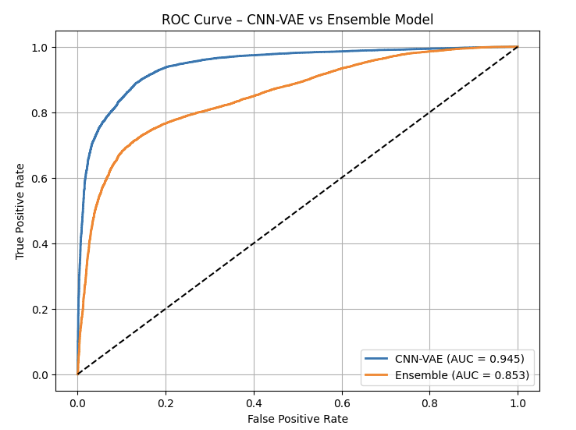 ROC Curve – CNN-VAE vs Ensemble Model
True Positive Rate
1.0
0.8
0.6
0.4
0.2
0.0
0.0 0.2 0.4 0.6 0.8 1.0
False Positive Rate
CNN-VAE (AUC = 0.945)
Ensemble (AUC = 0.853)